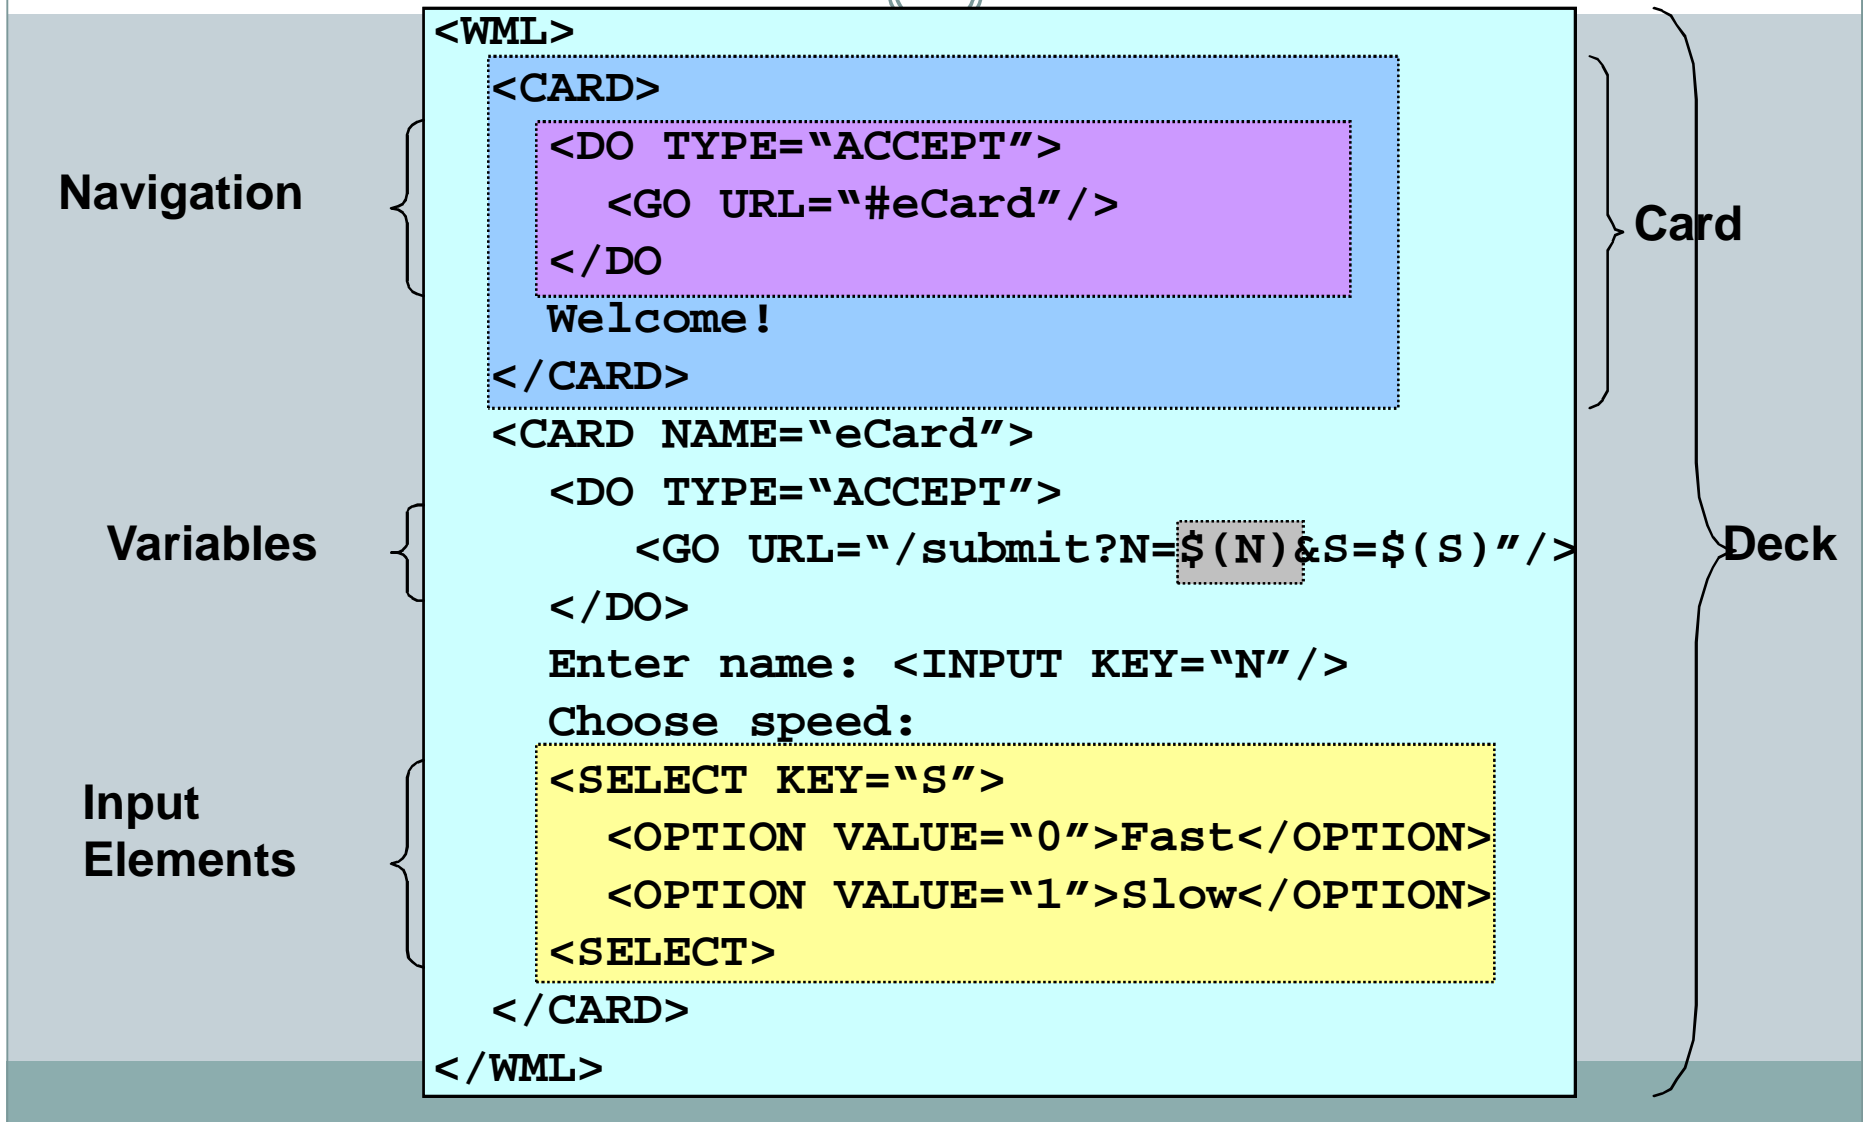 <WML>
<CARD>
<DO TYPE=“ACCEPT”>
<GO URL=“#eCard”/>
</DO
Welcome!
</CARD>
<CARD NAME=“eCard”>
<DO TYPE=“ACCEPT”>
<GO URL=“/submit?N=$(N)&S=$(S)”/>
</DO>
Enter name: <INPUT KEY=“N”/>
Choose speed:
<SELECT KEY=“S”>
<OPTION VALUE=“0”>Fast</OPTION>
<OPTION VALUE=“1”>Slow</OPTION>
<SELECT>
</CARD>
</WML>
Navigation
Variables
Input
Elements
Card
Deck